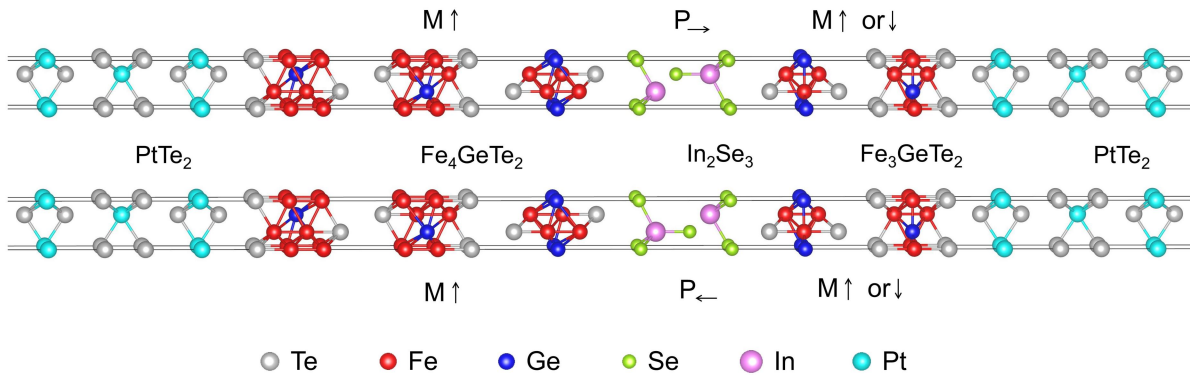 M↑ P→ M↑ or↓
PtTe₂ Fe₄GeTe₂ In₂Se₃ Fe₃GeTe₂ PtTe₂
M↑ P← M↑ or↓
Te Fe Ge Se In Pt